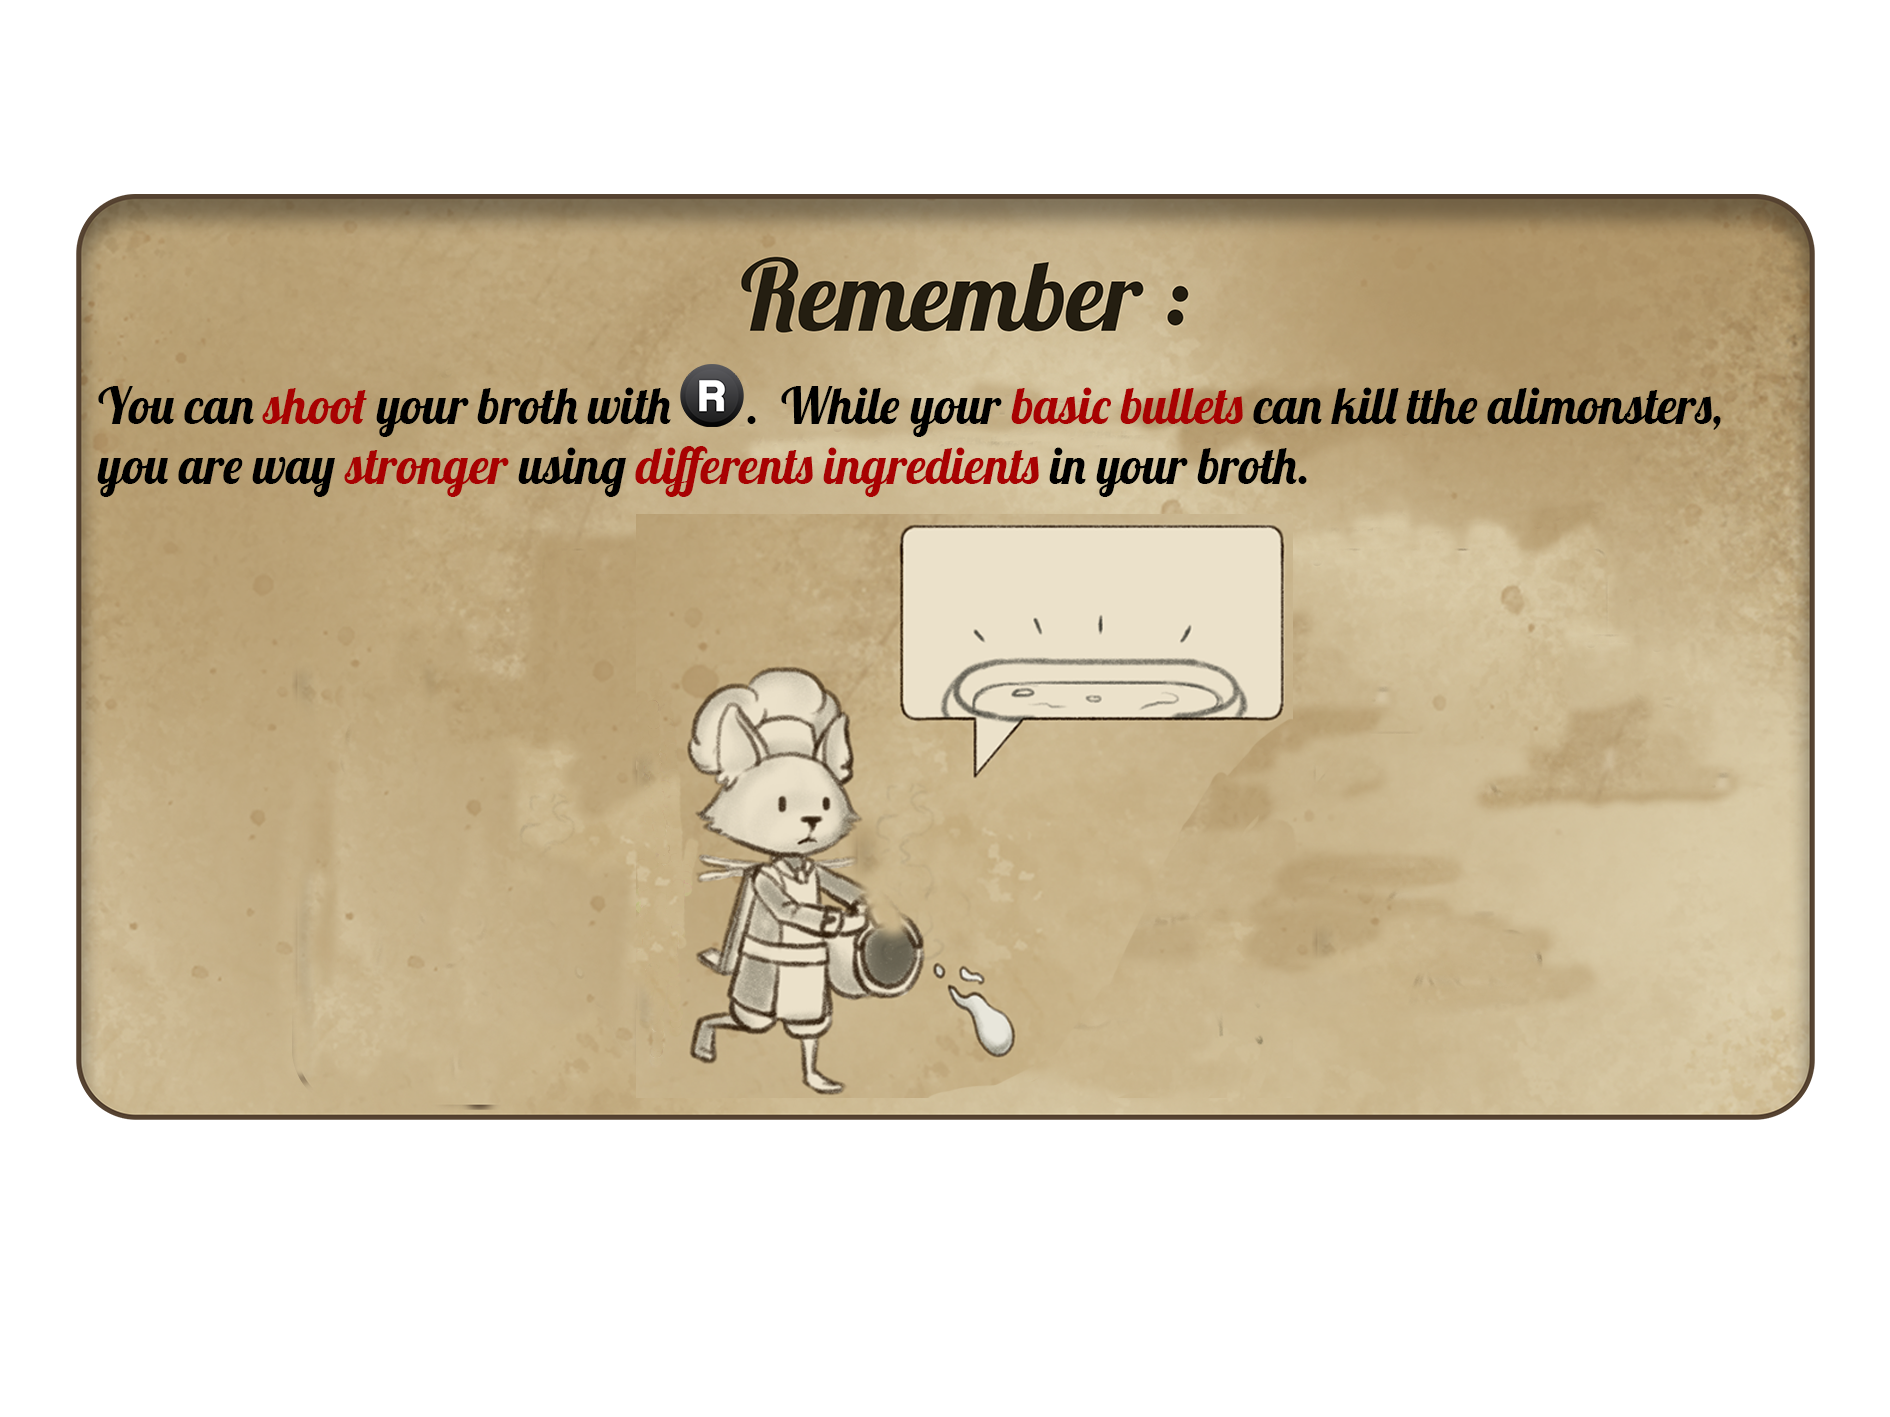 Remember :
You can shoot your broth with R. While your basic bullets can kill tthe alimonsters,
you are way stronger using differents ingredients in your broth.